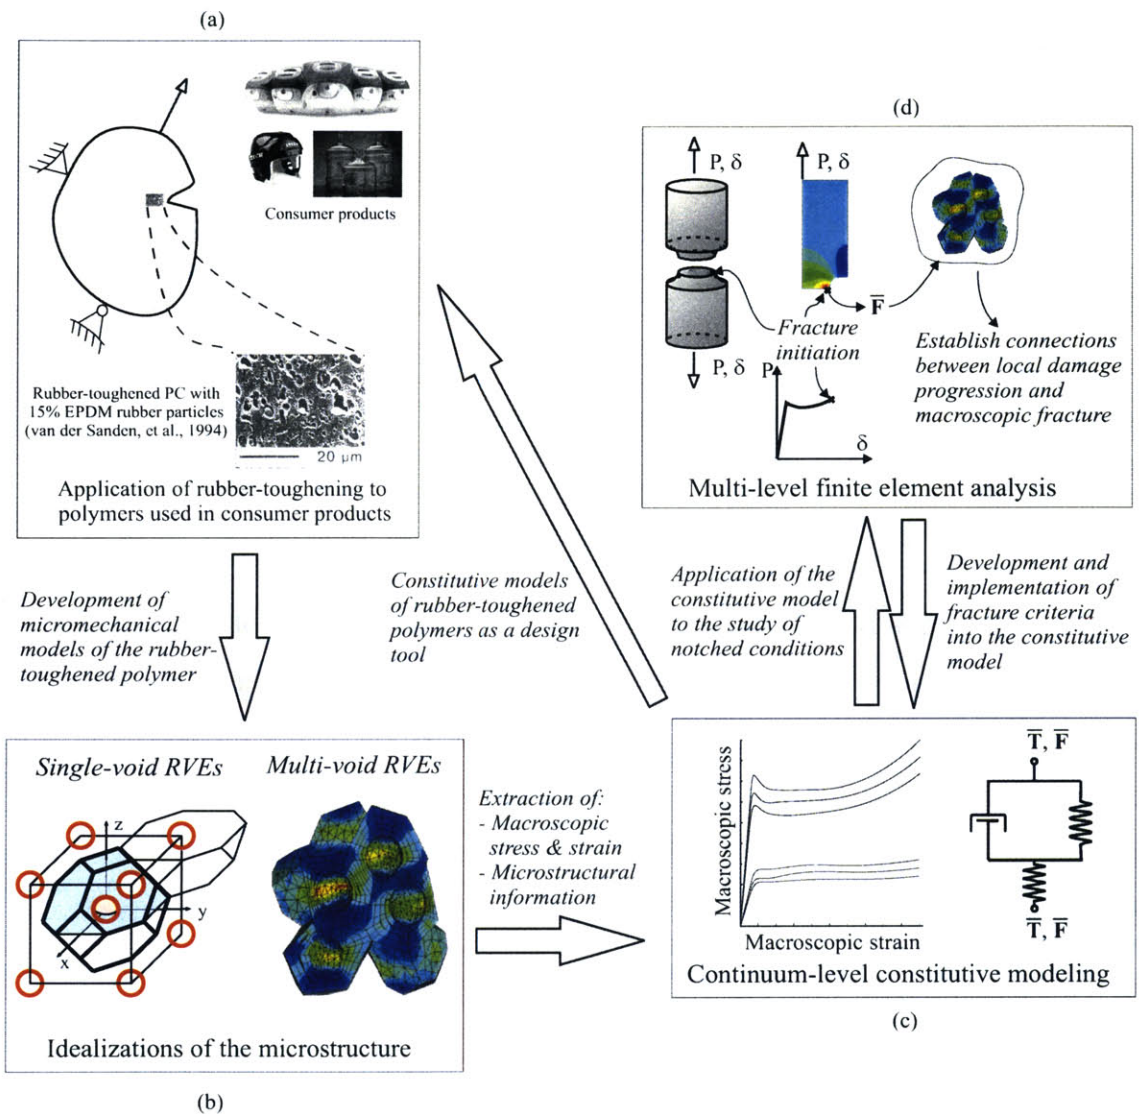 (a)
Consumer products
Rubber-toughened PC with
15% EPDM rubber particles
(van der Sanden, et al., 1994)
20 μm
Application of rubber-toughening to
polymers used in consumer products
(d)
P, δ
P, δ
F̅
Fracture
initiation
P, δ
P
δ
Establish connections
between local damage
progression and
macroscopic fracture
Multi-level finite element analysis
Development of
micromechanical
models of the rubber-
toughened polymer
Constitutive models
of rubber-toughened
polymers as a design
tool
Application of the
constitutive model
to the study of
notched conditions
Development and
implementation of
fracture criteria
into the constitutive
model
Single-void RVEs
Multi-void RVEs
z
y
x
Idealizations of the microstructure
(b)
Extraction of:
- Macroscopic
stress & strain
- Microstructural
information
Macroscopic stress
Macroscopic strain
T̅, F̅
T̅, F̅
Continuum-level constitutive modeling
(c)